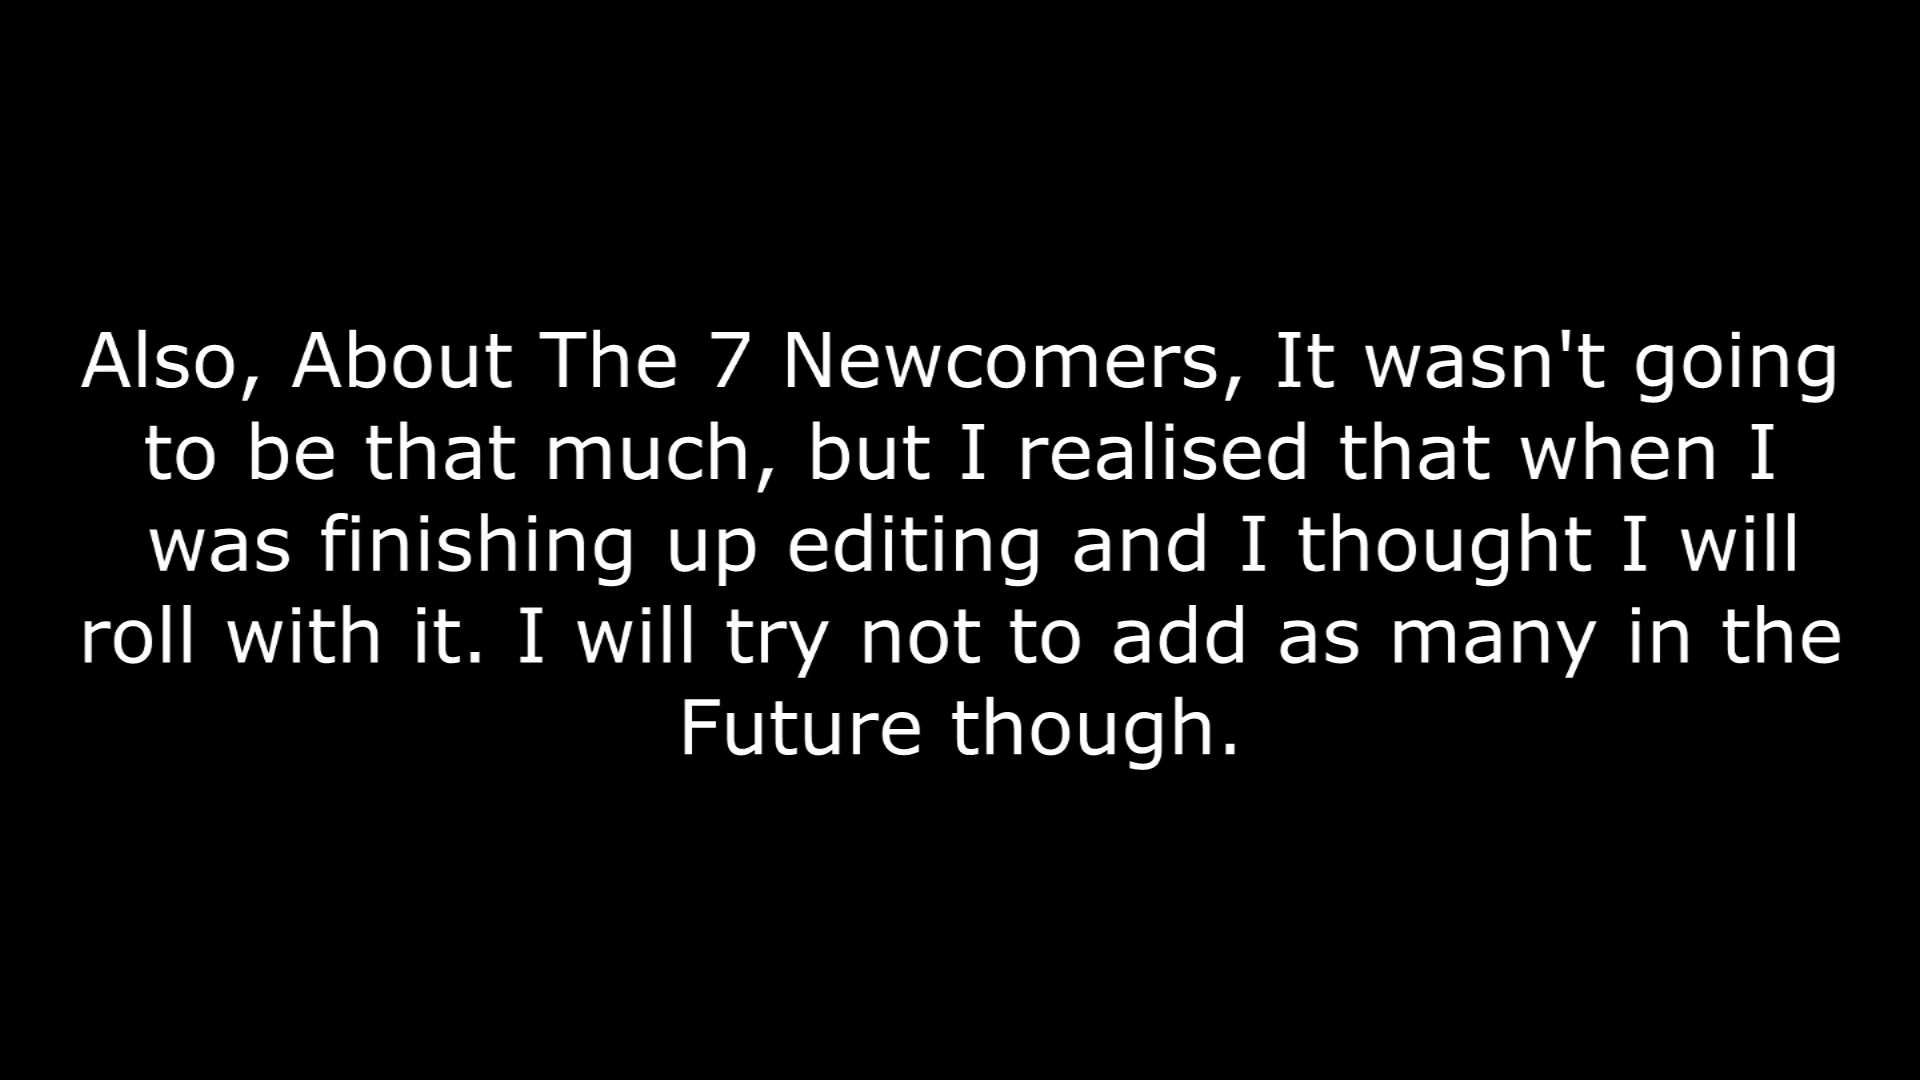 Also, About The 7 Newcomers, It wasn't going
to be that much, but I realised that when I
was finishing up editing and I thought I will
roll with it. I will try not to add as many in the
Future though.